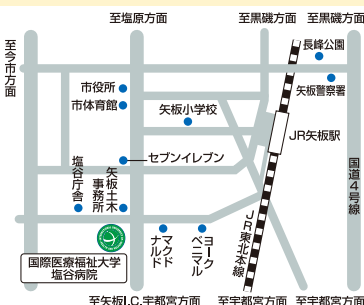 至塩原方面
至黒磯方面
至黒磯方面
至今市方面
長峰公園
市役所
市体育館
矢板警察署
矢板小学校
JR矢板駅
セブンイレブン
塩谷庁舎
矢板土木
事務所
国道4号線
JR東北本線
マクド
ナルド
ヨーク
ベニマル
国際医療福祉大学
塩谷病院
至矢板I.C.宇都宮方面
至宇都宮方面
至宇都宮方面